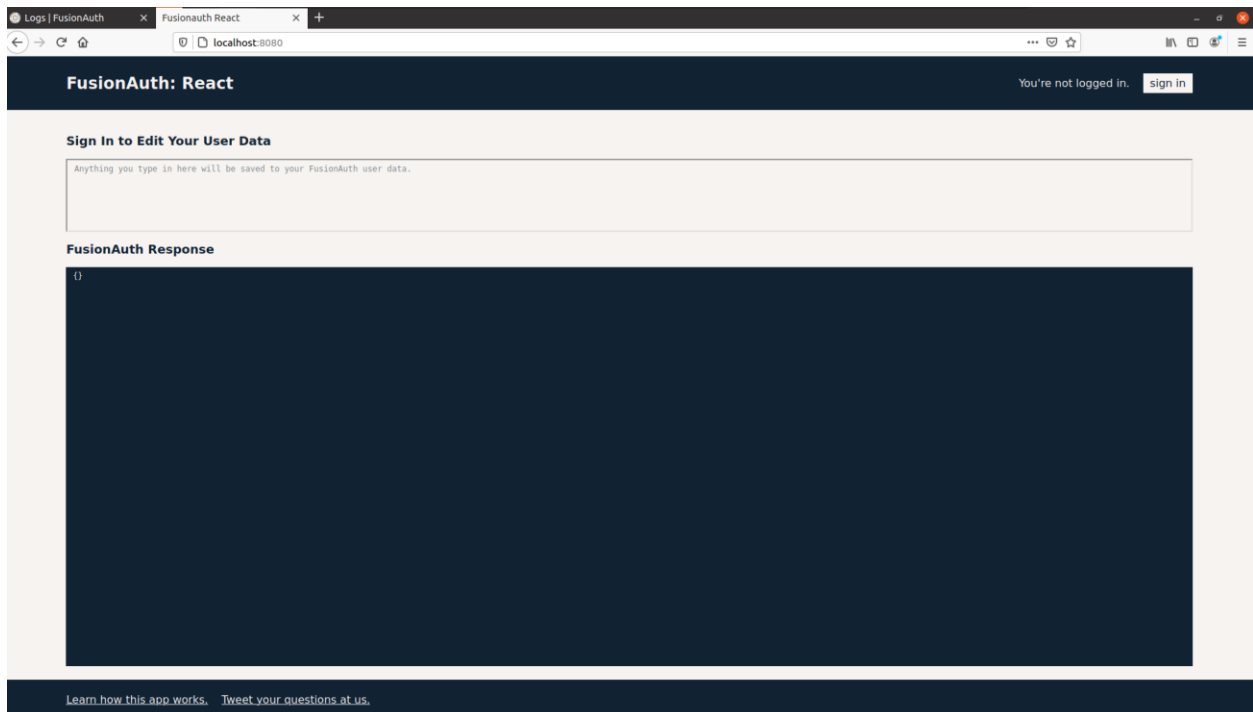 Logs | FusionAuth
Fusionauth React
localhost:8080
FusionAuth: React
You're not logged in.
sign in
Sign In to Edit Your User Data
Anything you type in here will be saved to your FusionAuth user data.
FusionAuth Response
{}
Learn how this app works. Tweet your questions at us.